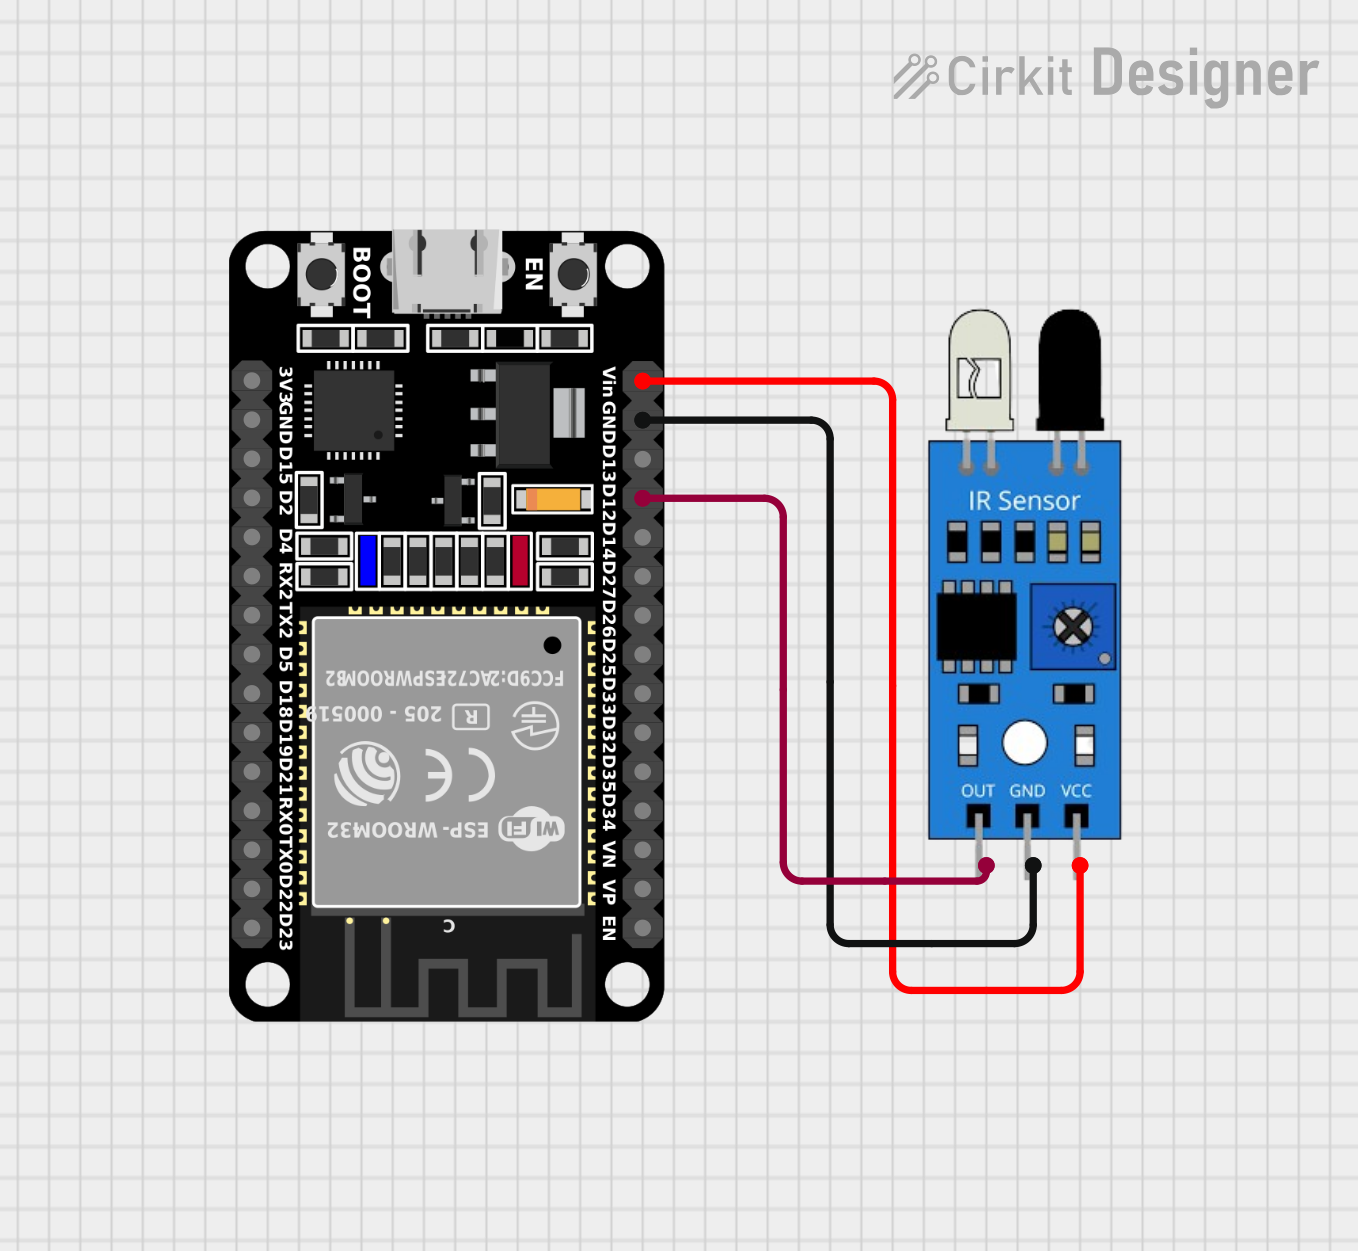 Cirkit Designer
BOOT
EN
3V3
GND
D15
D2
D4
RX2
TX2
D5
D18
D19
D21
RX0
TX0
D22
D23
Vin
GND
D13
D12
D14
D27
D26
D25
D33
D32
D35
D34
VN
VP
EN
FCC9D:2AC72ESPWROOMB2
R 205 - 000519
CE
WiFi ESP-WROOM32
C
IR Sensor
OUT GND VCC